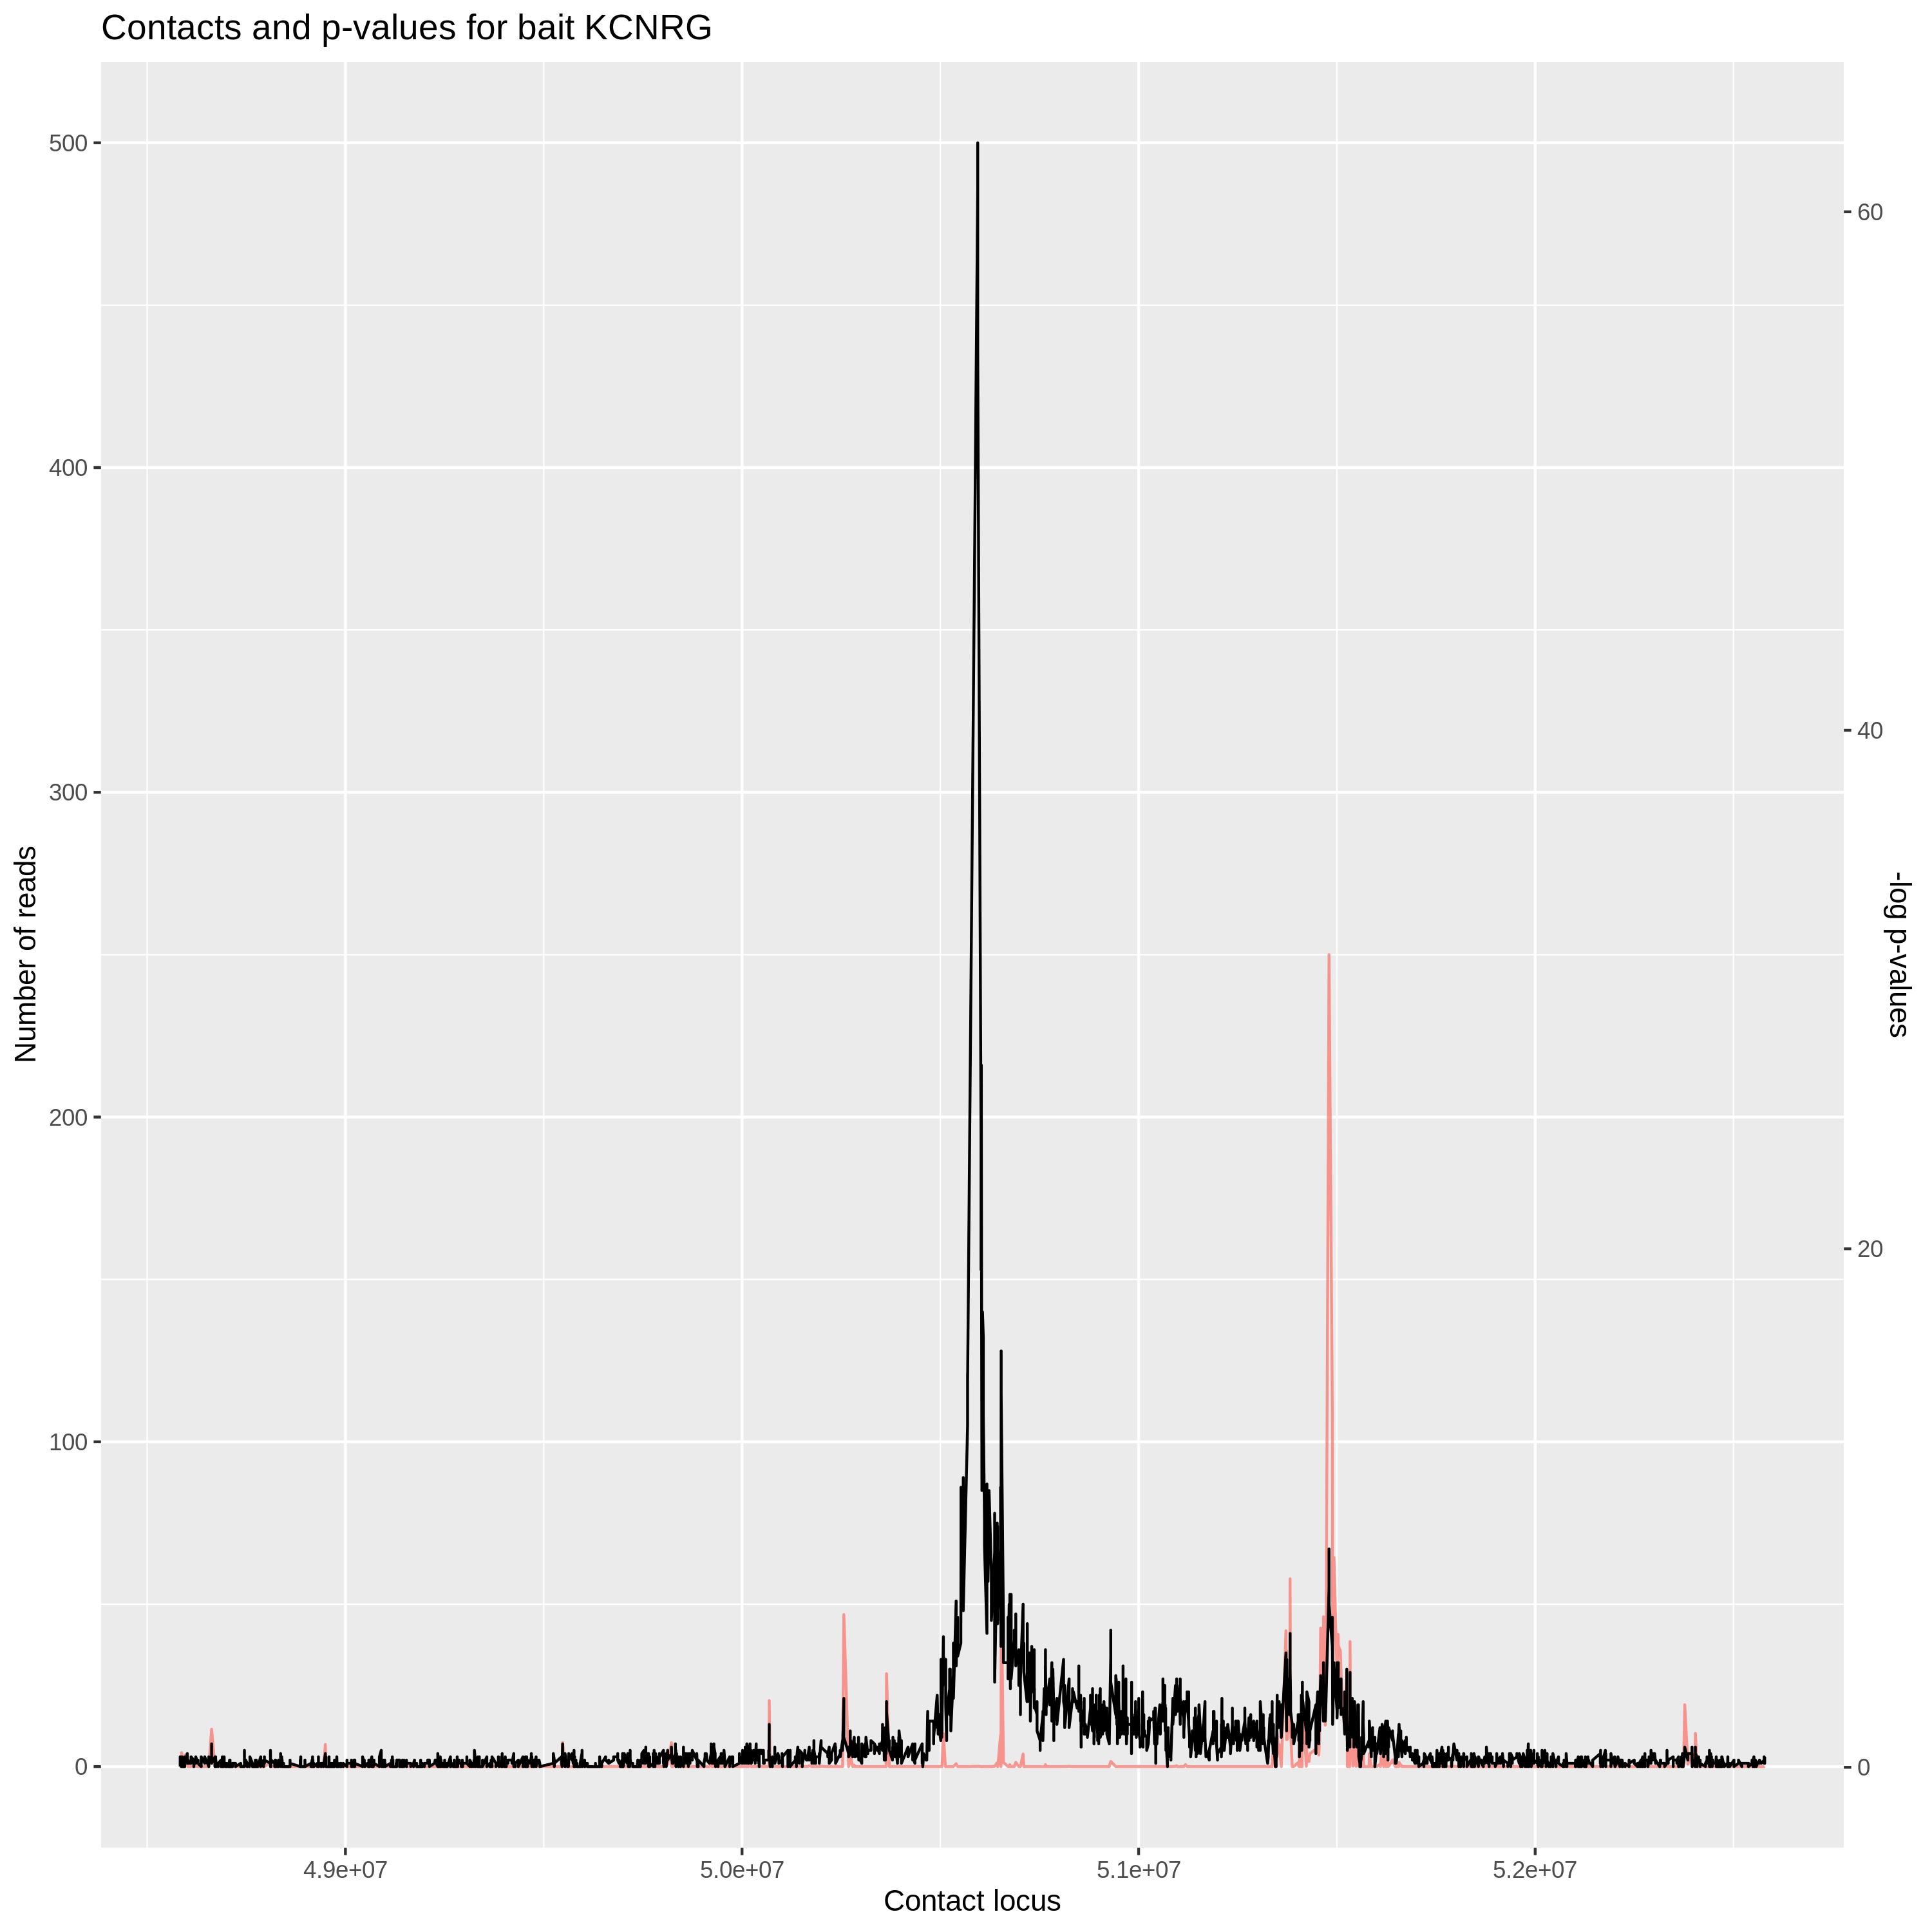 Contacts and p-values for bait KCNRG
500
400
300
200
100
0
Number of reads
60
40
20
0
-log p-values
4.9e+07
5.0e+07
5.1e+07
5.2e+07
Contact locus